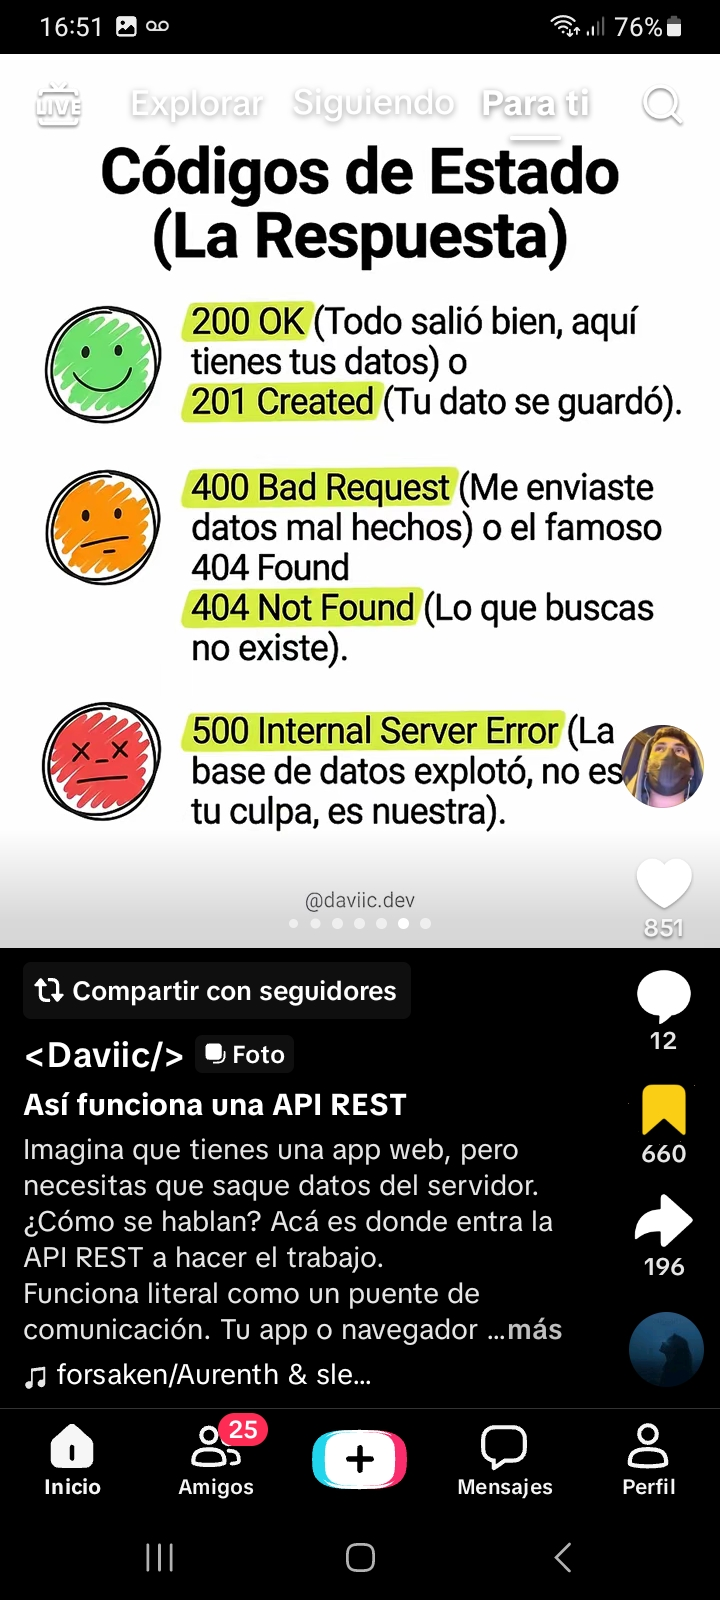 16:51
76%
LIVE
Explorar
Siguiendo
Para ti
Códigos de Estado
(La Respuesta)
200 OK (Todo salió bien, aquí
tienes tus datos) o
201 Created (Tu dato se guardó).
400 Bad Request (Me enviaste
datos mal hechos) o el famoso
404 Found
404 Not Found (Lo que buscas
no existe).
500 Internal Server Error (La
base de datos explotó, no es
tu culpa, es nuestra).
@daviic.dev
851
Compartir con seguidores
12
<Daviic/>
Foto
Así funciona una API REST
Imagina que tienes una app web, pero
necesitas que saque datos del servidor.
660
¿Cómo se hablan? Acá es donde entra la
API REST a hacer el trabajo.
196
Funciona literal como un puente de
comunicación. Tu app o navegador ...más
forsaken/Aurenth & sle...
25
Inicio
Amigos
Mensajes
Perfil